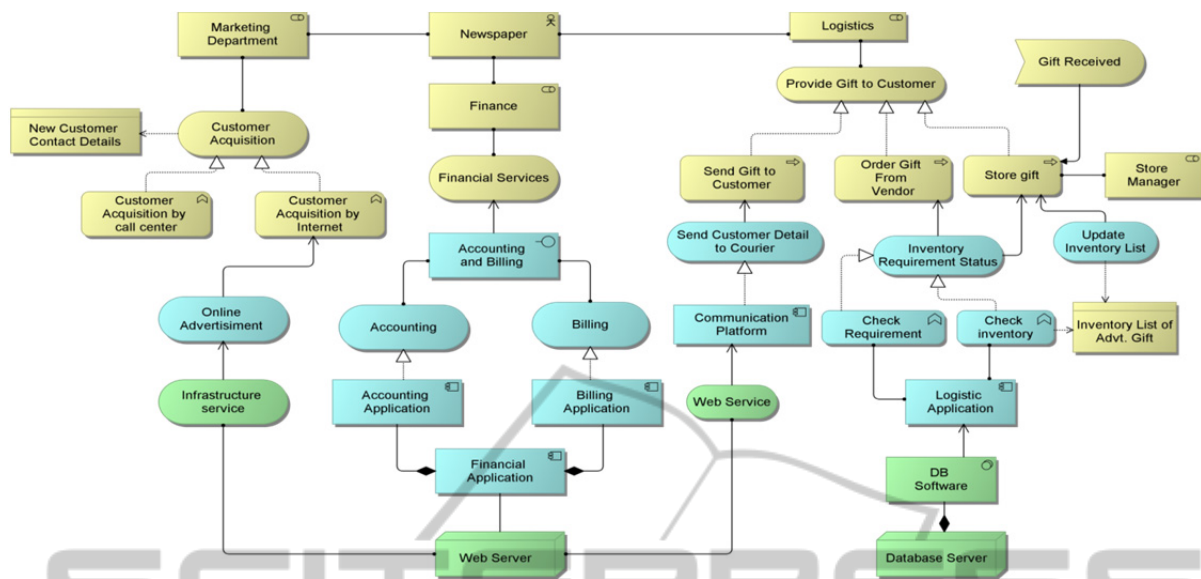 Marketing
Department
Newspaper
Logistics
Gift Received
Provide Gift to Customer
Finance
New Customer
Contact Details
Customer
Acquisition
Financial Services
Send Gift to
Customer
Order Gift
From
Vendor
Store gift
Store
Manager
Customer
Acquisition by
call center
Customer
Acquisition by
Internet
Accounting
and Billing
Send Customer Detail
to Courier
Inventory
Requirement Status
Update
Inventory List
Online
Advertisiment
Accounting
Billing
Communication
Platform
Check
Requirement
Check
inventory
Inventory List of
Advt. Gift
Infrastructure
service
Accounting
Application
Billing
Application
Web Service
Logistic
Application
Financial
Application
DB
Software
Web Server
Database Server